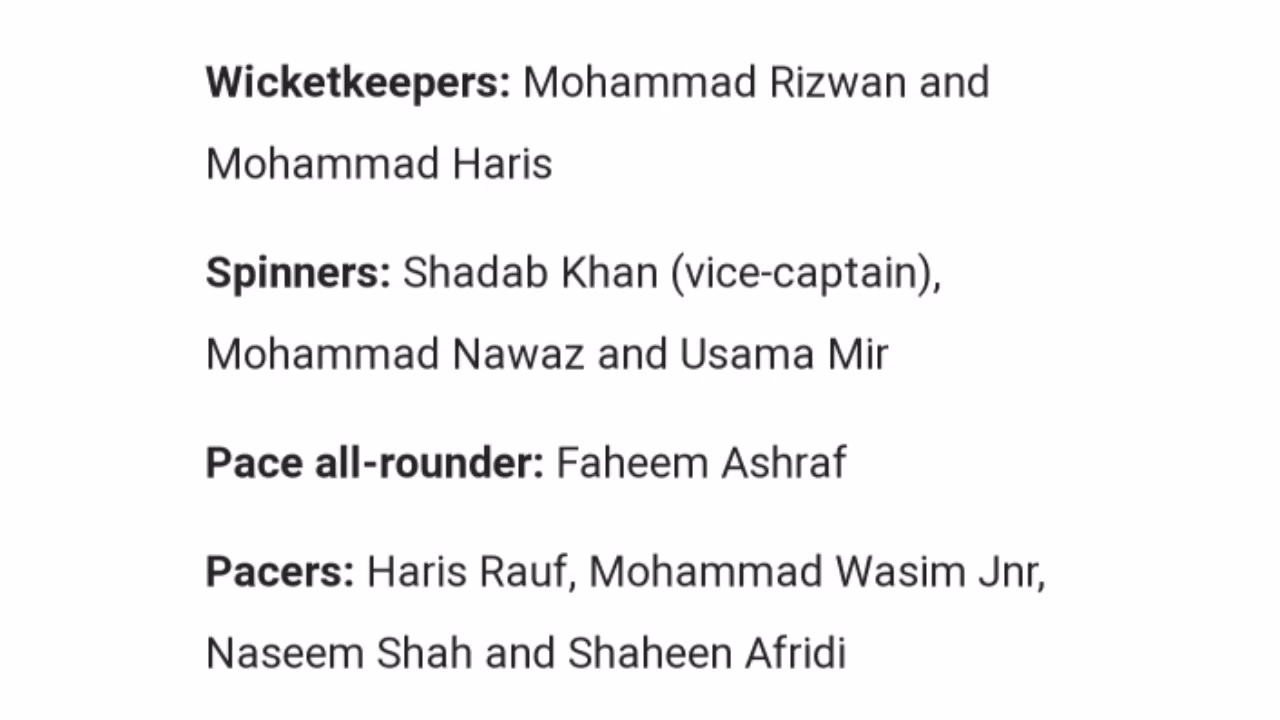 Wicketkeepers: Mohammad Rizwan and
Mohammad Haris
Spinners: Shadab Khan (vice-captain),
Mohammad Nawaz and Usama Mir
Pace all-rounder: Faheem Ashraf
Pacers: Haris Rauf, Mohammad Wasim Jnr,
Naseem Shah and Shaheen Afridi